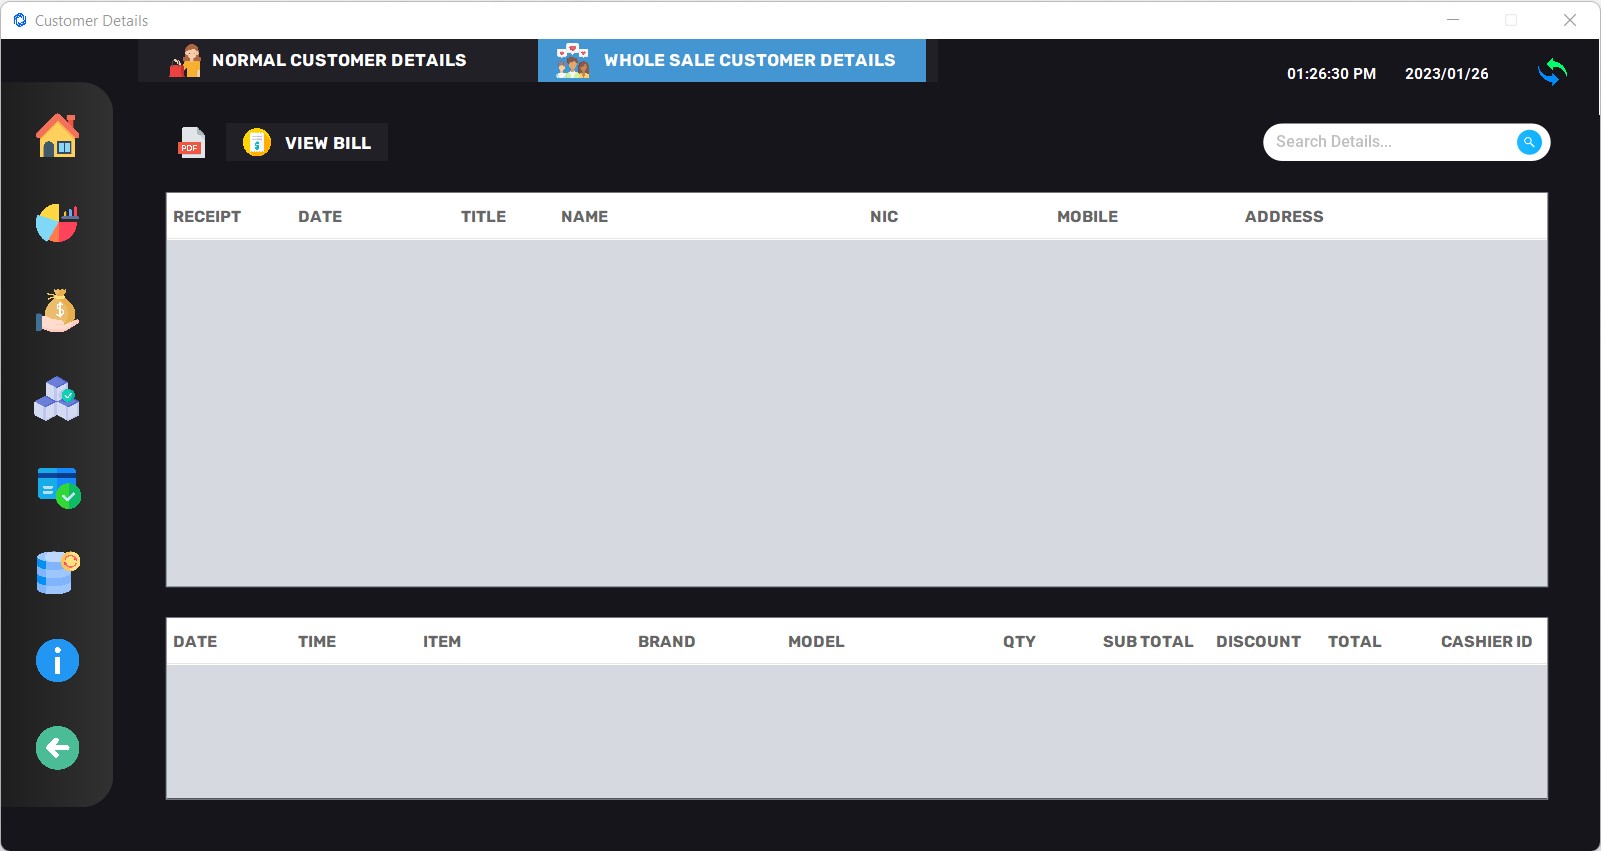 Customer Details
NORMAL CUSTOMER DETAILS
WHOLE SALE CUSTOMER DETAILS
01:26:30 PM 2023/01/26
PDF
VIEW BILL
Search Details...
RECEIPT DATE TITLE NAME NIC MOBILE ADDRESS
DATE TIME ITEM BRAND MODEL QTY SUB TOTAL DISCOUNT TOTAL CASHIER ID